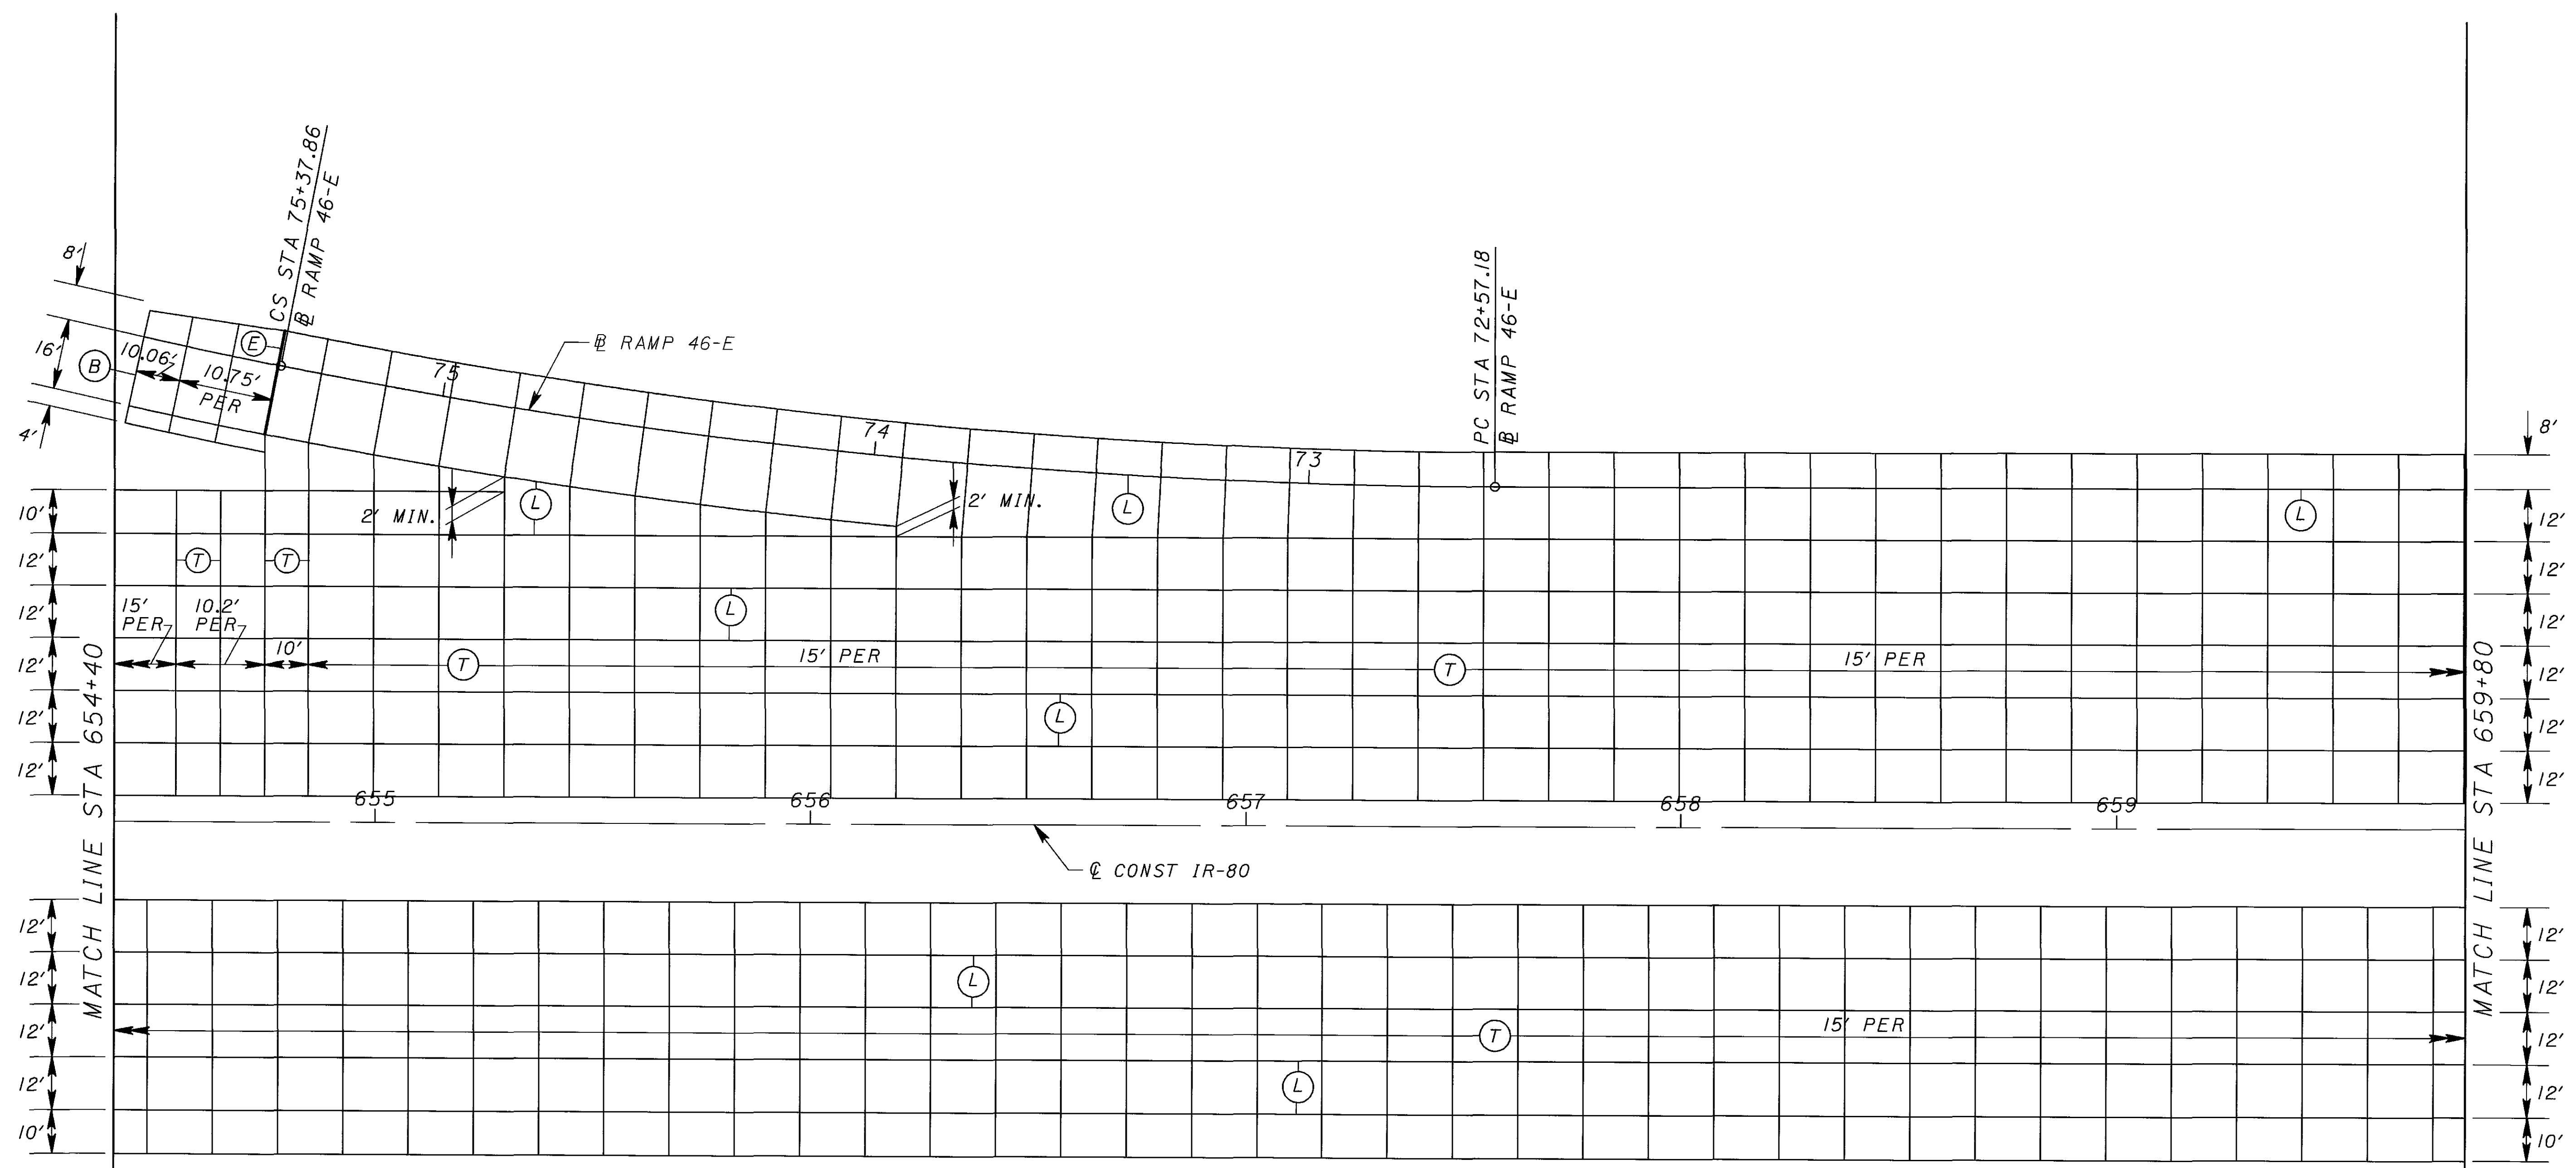 CS STA 75+37.86
℄ RAMP 46-E
8'
16'
4'
B
E
10.06'
10.75'
PER
75
℄ RAMP 46-E
74
73
PC STA 72+57.18
℄ RAMP 46-E
8'
2' MIN.
L
2' MIN.
L
L
10'
12'
12'
12'
12'
12'
T
T
15'
PER
10.2'
PER
10'
T
L
15' PER
L
T
15' PER
12'
12'
12'
12'
12'
12'
MATCH LINE STA 654+40
MATCH LINE STA 659+80
655
656
657
658
659
℄ CONST IR-80
12'
12'
12'
12'
10'
L
T
15' PER
L
12'
12'
12'
12'
10'